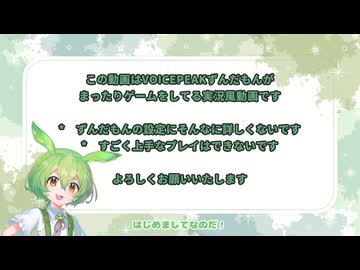 この動画はVOICEPEAKずんだもんが
まったりゲームをしてる実況風動画です
* ずんだもんの設定にそんなに詳しくないです
* すごく上手なプレイはできないです
よろしくお願いいたします
はじめましてなのだ！